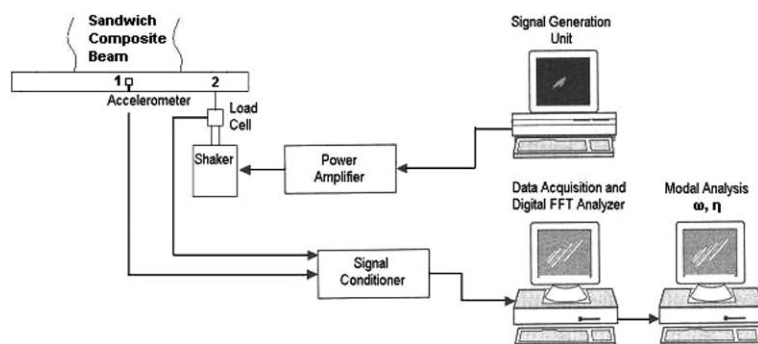 Sandwich
Composite
Beam
Signal Generation
Unit
1
2
Accelerometer
Load
Cell
Shaker
Power
Amplifier
Data Acquisition and
Digital FFT Analyzer
Modal Analysis
ω, η
Signal
Conditioner